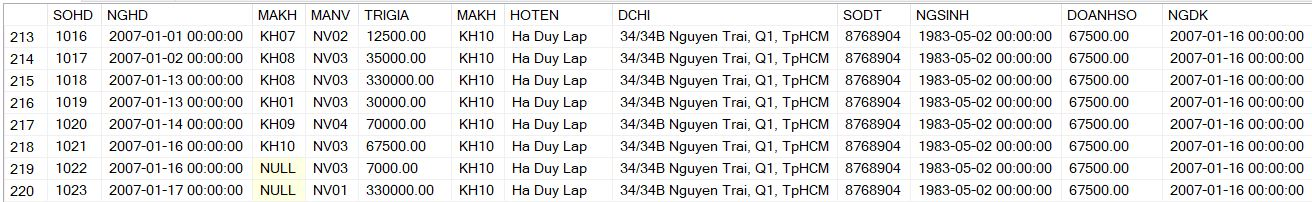 SOHD NGHD MAKH MANV TRIGIA MAKH HOTEN DCHI SODT NGSINH DOANHSO NGDK
213 1016 2007-01-01 00:00:00 KH07 NV02 12500.00 KH10 Ha Duy Lap 34/34B Nguyen Trai, Q1, TpHCM 8768904 1983-05-02 00:00:00 67500.00 2007-01-16 00:00:00
214 1017 2007-01-02 00:00:00 KH08 NV03 35000.00 KH10 Ha Duy Lap 34/34B Nguyen Trai, Q1, TpHCM 8768904 1983-05-02 00:00:00 67500.00 2007-01-16 00:00:00
215 1018 2007-01-13 00:00:00 KH08 NV03 330000.00 KH10 Ha Duy Lap 34/34B Nguyen Trai, Q1, TpHCM 8768904 1983-05-02 00:00:00 67500.00 2007-01-16 00:00:00
216 1019 2007-01-13 00:00:00 KH01 NV03 30000.00 KH10 Ha Duy Lap 34/34B Nguyen Trai, Q1, TpHCM 8768904 1983-05-02 00:00:00 67500.00 2007-01-16 00:00:00
217 1020 2007-01-14 00:00:00 KH09 NV04 70000.00 KH10 Ha Duy Lap 34/34B Nguyen Trai, Q1, TpHCM 8768904 1983-05-02 00:00:00 67500.00 2007-01-16 00:00:00
218 1021 2007-01-16 00:00:00 KH10 NV03 67500.00 KH10 Ha Duy Lap 34/34B Nguyen Trai, Q1, TpHCM 8768904 1983-05-02 00:00:00 67500.00 2007-01-16 00:00:00
219 1022 2007-01-16 00:00:00 NULL NV03 7000.00 KH10 Ha Duy Lap 34/34B Nguyen Trai, Q1, TpHCM 8768904 1983-05-02 00:00:00 67500.00 2007-01-16 00:00:00
220 1023 2007-01-17 00:00:00 NULL NV01 330000.00 KH10 Ha Duy Lap 34/34B Nguyen Trai, Q1, TpHCM 8768904 1983-05-02 00:00:00 67500.00 2007-01-16 00:00:00